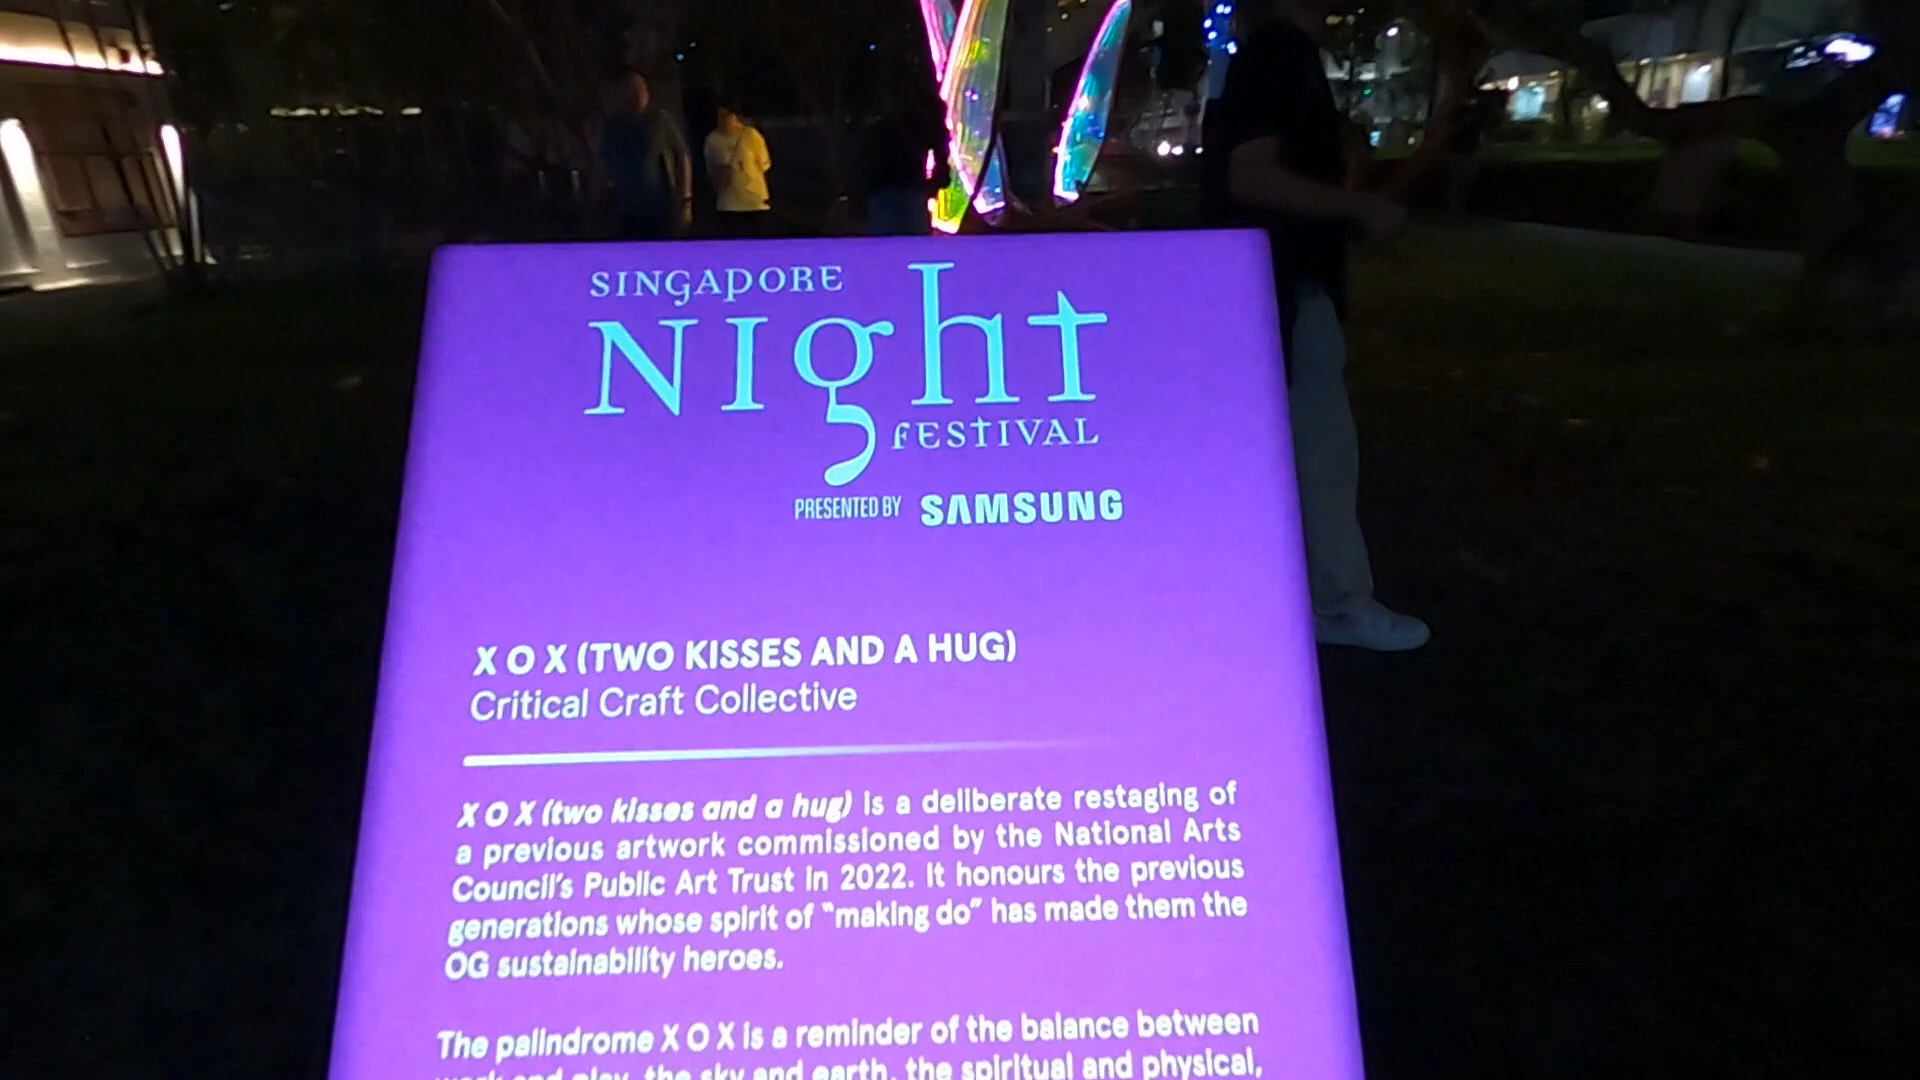 SINGAPORE
NIght
FESTIVAL
PRESENTED BY SAMSUNG
X O X (TWO KISSES AND A HUG)
Critical Craft Collective
X O X (two kisses and a hug) is a deliberate restaging of
a previous artwork commissioned by the National Arts
Council's Public Art Trust in 2022. It honours the previous
generations whose spirit of "making do" has made them the
OG sustainability heroes.
The palindrome X O X is a reminder of the balance between
work and play, the sky and earth, the spiritual and physical,